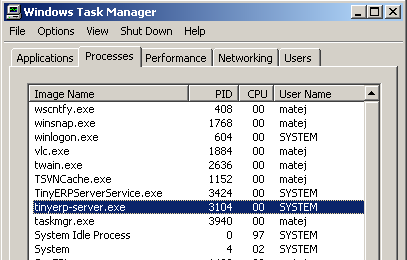 Windows Task Manager
File Options View Shut Down Help
Applications Processes Performance Networking Users
Image Name PID CPU User Name
wscntfy.exe 408 00 matej
winsnap.exe 1768 00 matej
winlogon.exe 604 00 SYSTEM
vlc.exe 1884 00 matej
twain.exe 2636 00 matej
TSVNCache.exe 1152 00 matej
TinyERPServerService.exe 3424 00 SYSTEM
tinyerp-server.exe 3104 00 SYSTEM
taskmgr.exe 3940 00 matej
System Idle Process 0 97 SYSTEM
System 4 02 SYSTEM